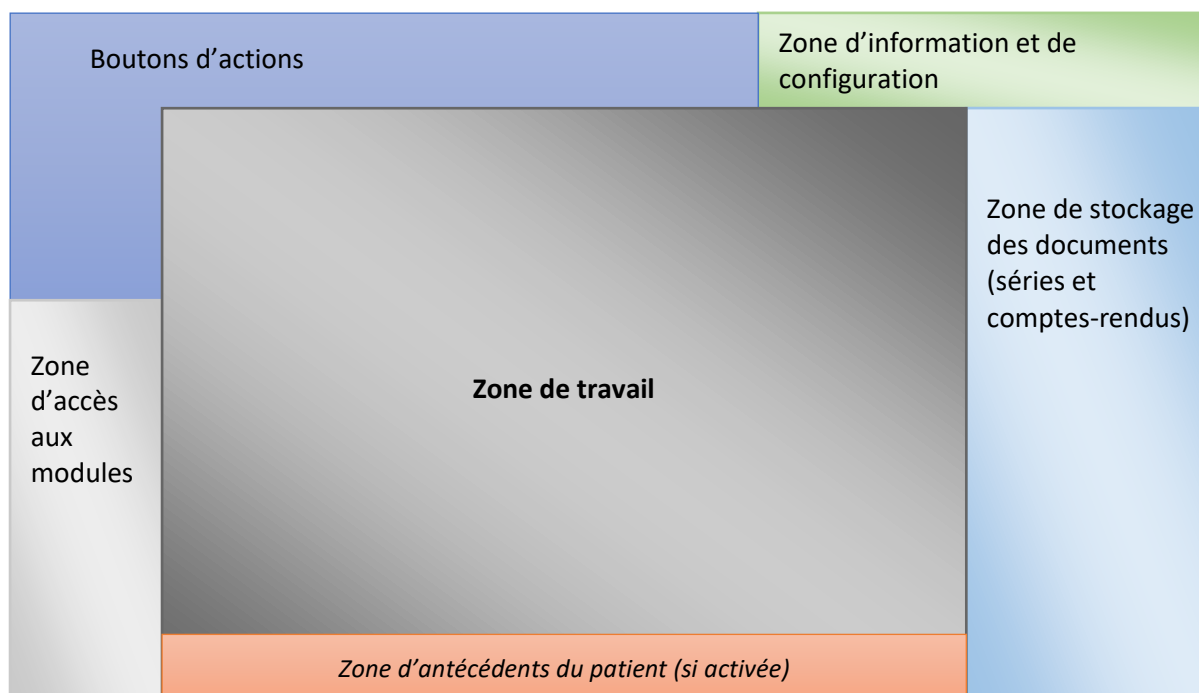 Boutons d’actions
Zone d’information et de
configuration
Zone de stockage
des documents
(séries et
comptes-rendus)
Zone
d’accès
aux
modules
Zone de travail
Zone d’antécédents du patient (si activée)